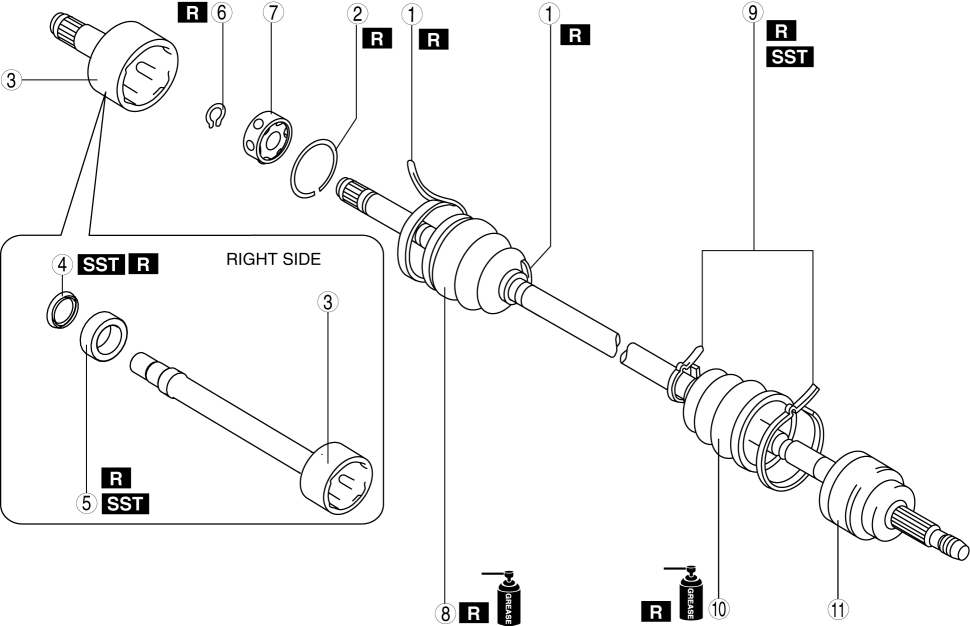 R 6 7 2 R 1 R 1 R 9 R SST
3
4 SST R RIGHT SIDE
3
R
5 SST
8 R GREASE R GREASE 10 11